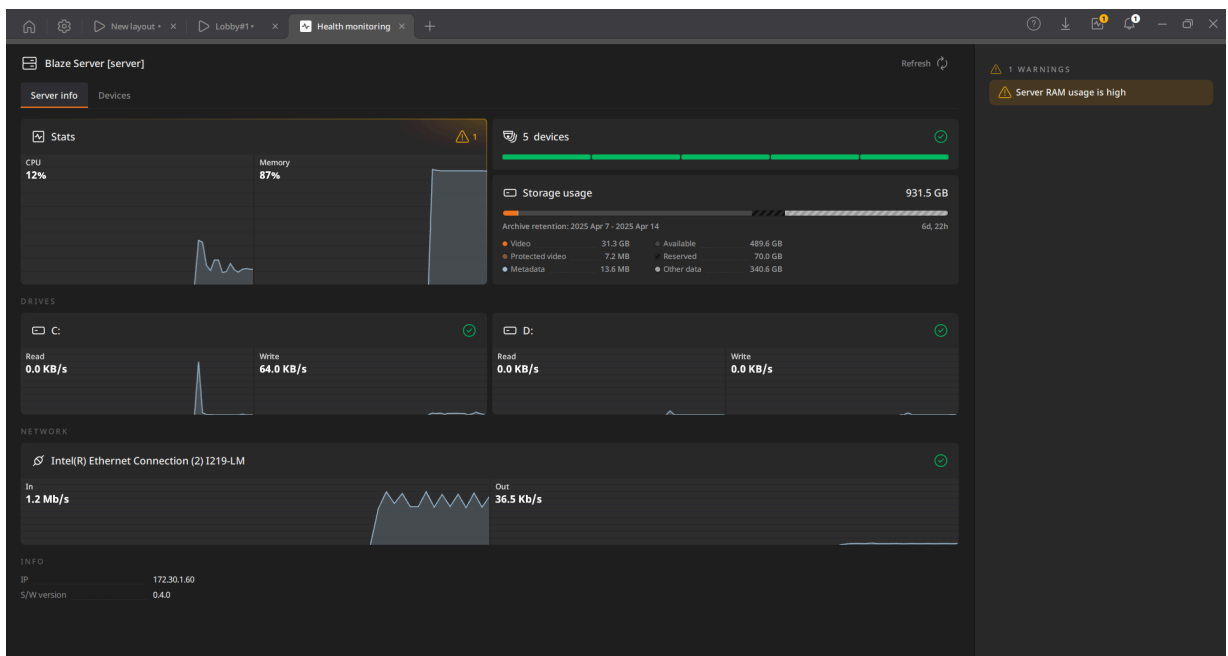 New layout • ×
Lobby#1 • ×
Health monitoring ×
1
1
Blaze Server [server]
Refresh
Server info
Devices
Stats
1
CPU
12%
Memory
87%
5 devices
Storage usage
931.5 GB
Archive retention: 2025 Apr 7 - 2025 Apr 14
6d, 22h
Video 31.3 GB
Available 489.6 GB
Protected video 7.2 MB
Reserved 70.0 GB
Metadata 13.6 MB
Other data 340.6 GB
DRIVES
C:
Read
0.0 KB/s
Write
64.0 KB/s
D:
Read
0.0 KB/s
Write
0.0 KB/s
NETWORK
Intel(R) Ethernet Connection (2) I219-LM
In
1.2 Mb/s
Out
36.5 Kb/s
INFO
IP 172.30.1.60
S/W version 0.4.0
1 WARNINGS
Server RAM usage is high